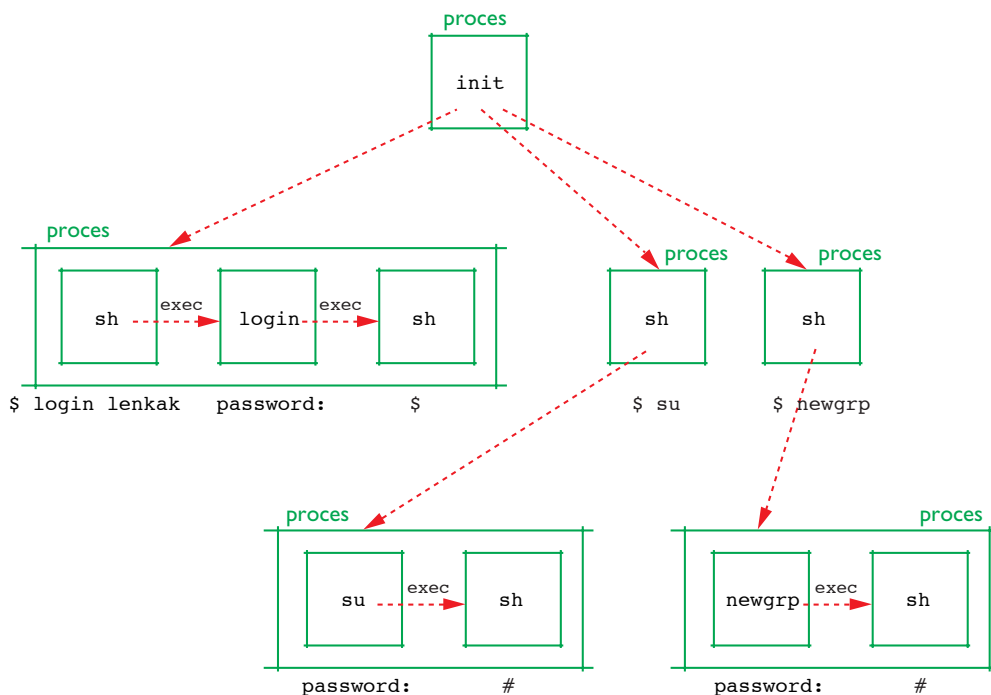 proces
init
proces
proces
proces
sh
exec
login
exec
sh
sh
sh
$ login lenkak
password:
$
$ su
$ newgrp
proces
proces
su
exec
sh
newgrp
exec
sh
password:
#
password:
#